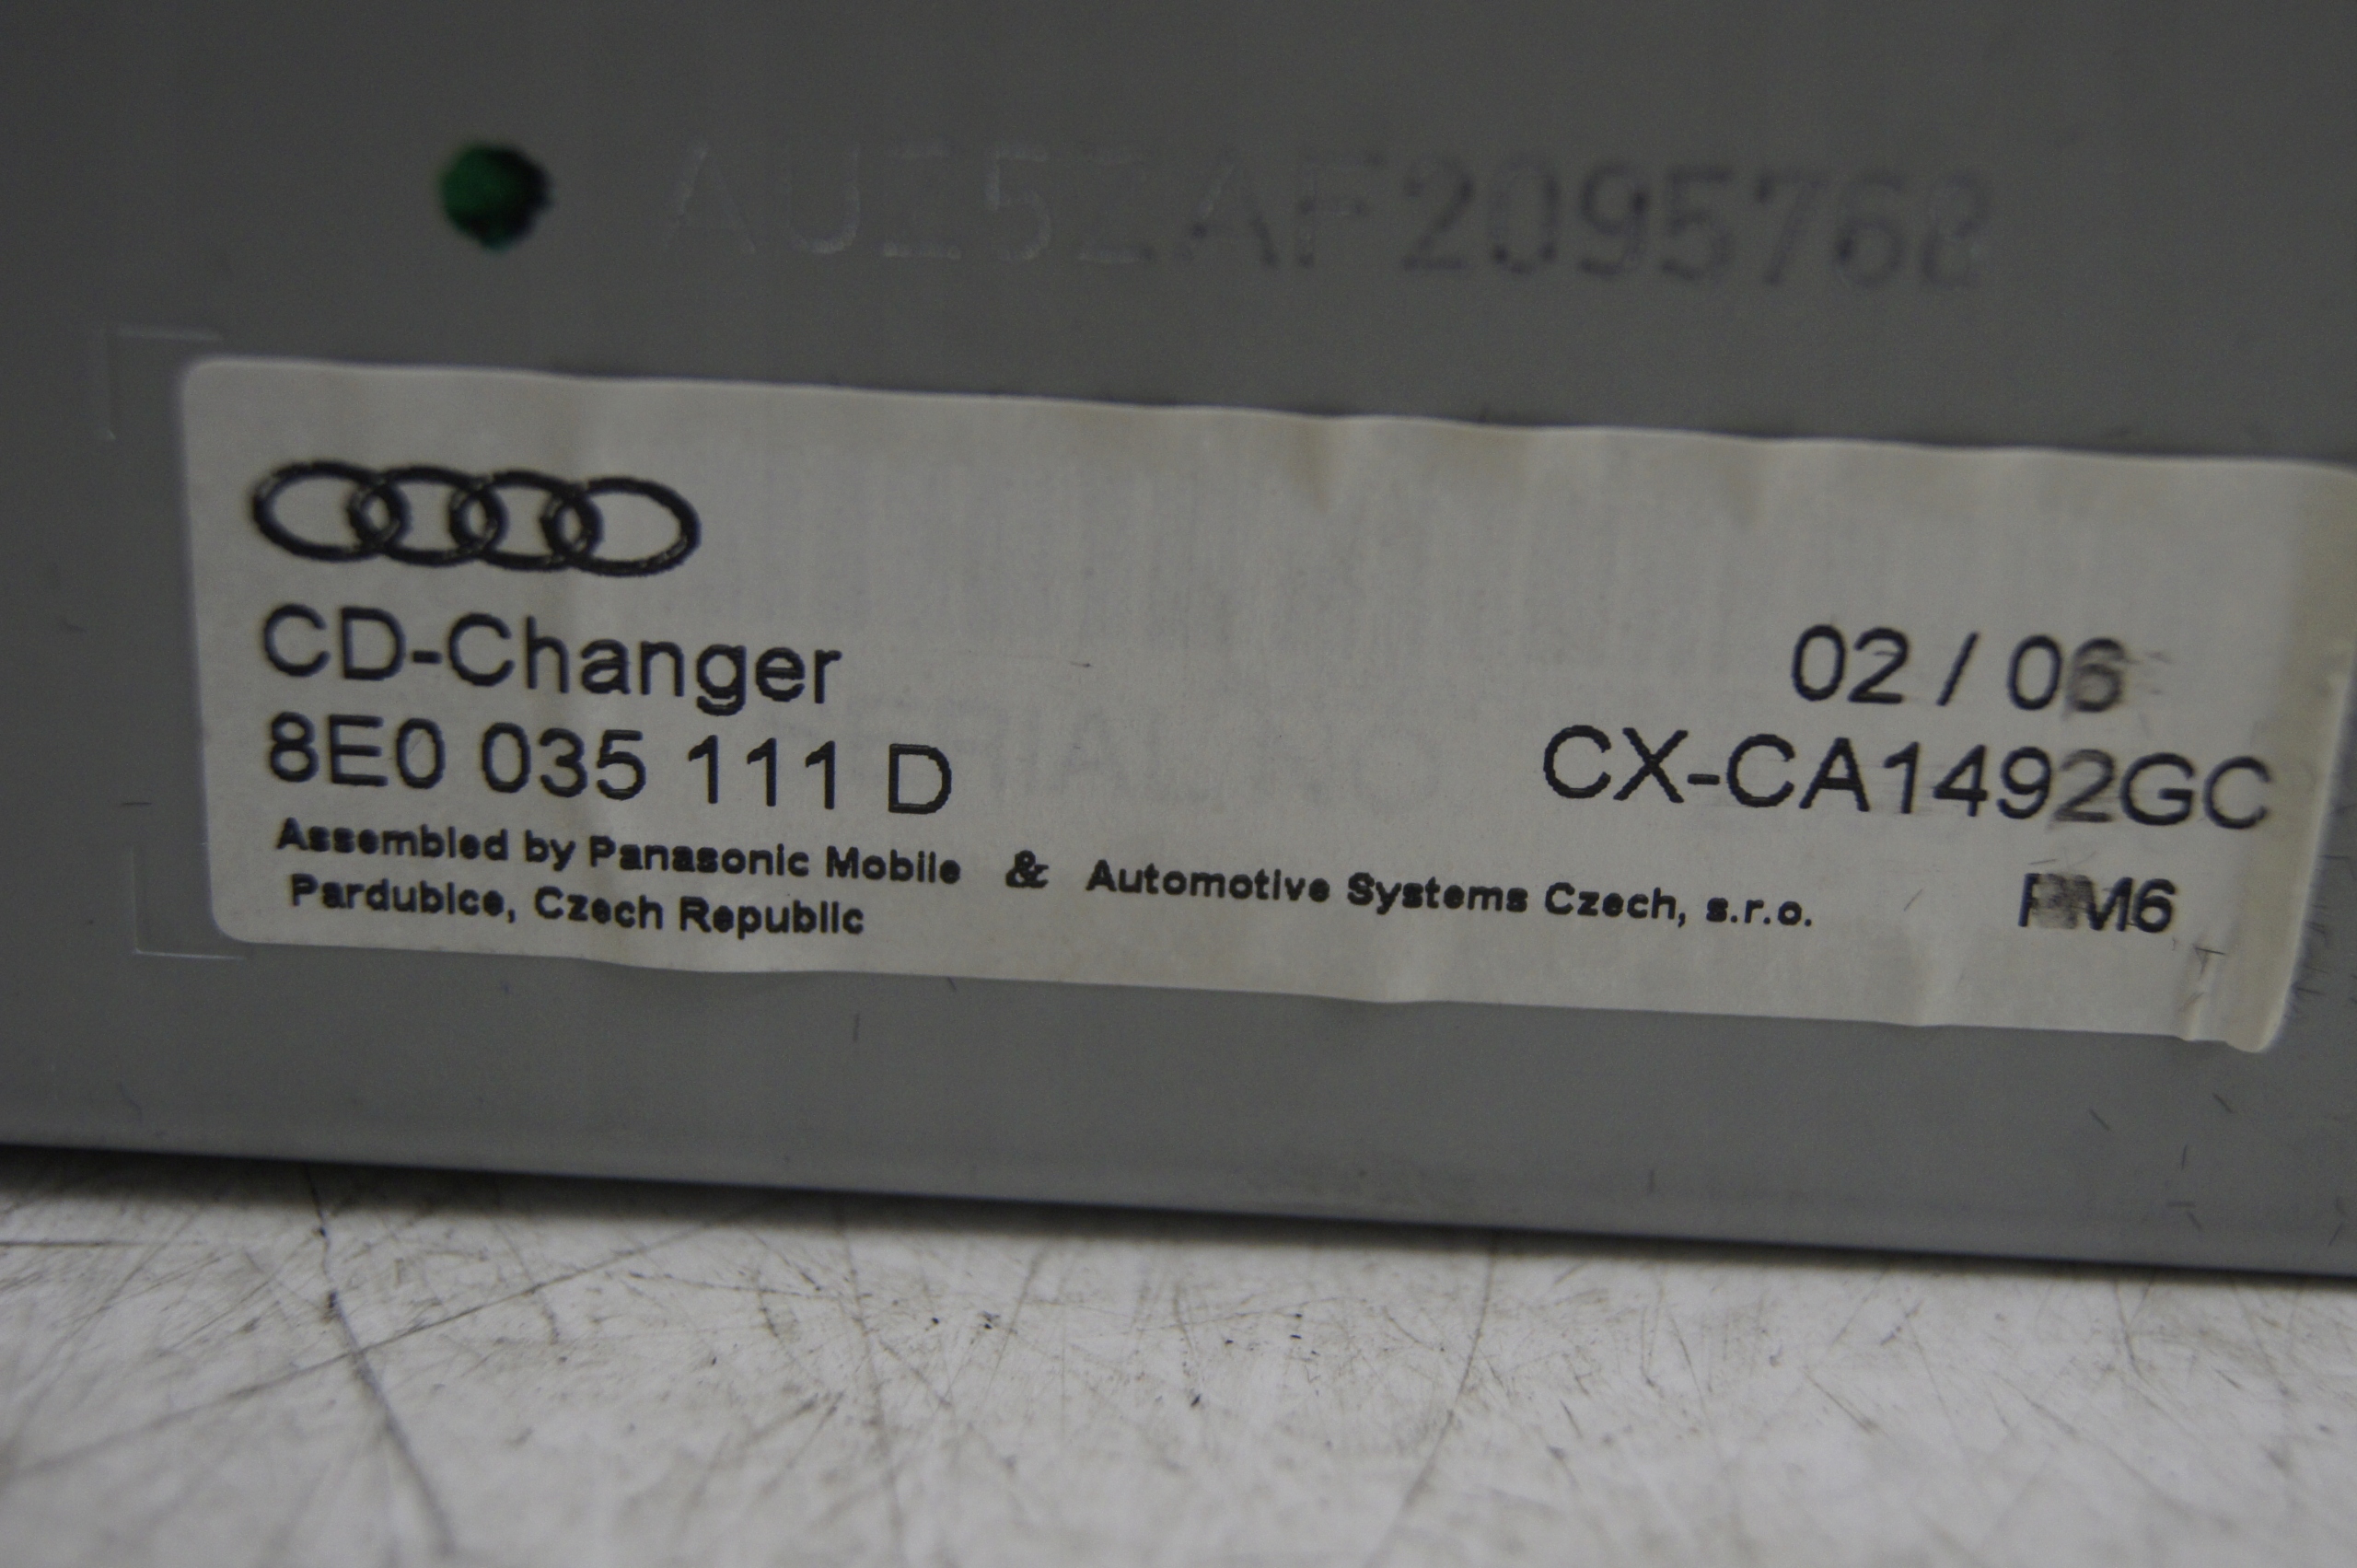 AUZ5ZAF2095768
CD-Changer
02 / 06
8E0 035 111 D
CX-CA1492GC
Assembled by Panasonic Mobile & Automotive Systems Czech, s.r.o.
Pardubice, Czech Republic